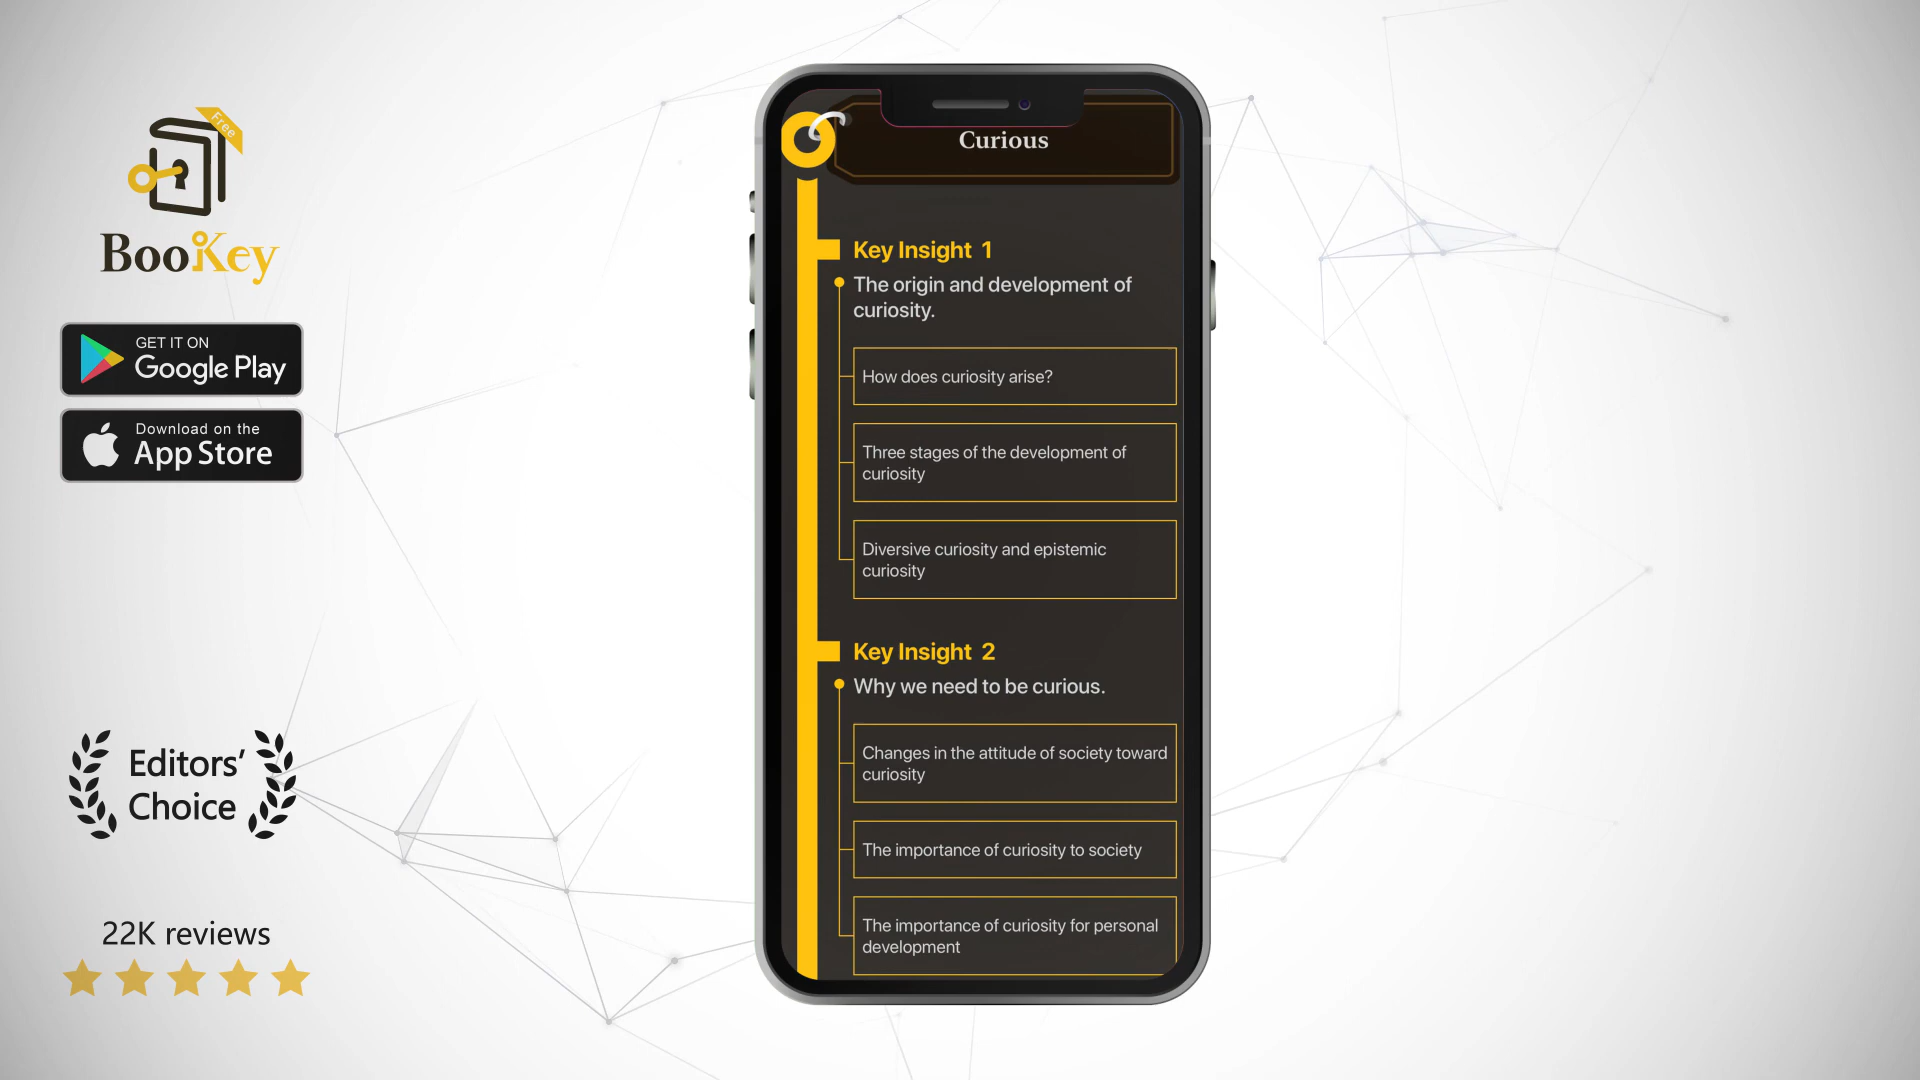 Free
BooKey
GET IT ON
Google Play
Download on the
App Store
Editors’
Choice
22K reviews
Curious
Key Insight 1
The origin and development of
curiosity.
How does curiosity arise?
Three stages of the development of
curiosity
Diversive curiosity and epistemic
curiosity
Key Insight 2
Why we need to be curious.
Changes in the attitude of society toward
curiosity
The importance of curiosity to society
The importance of curiosity for personal
development